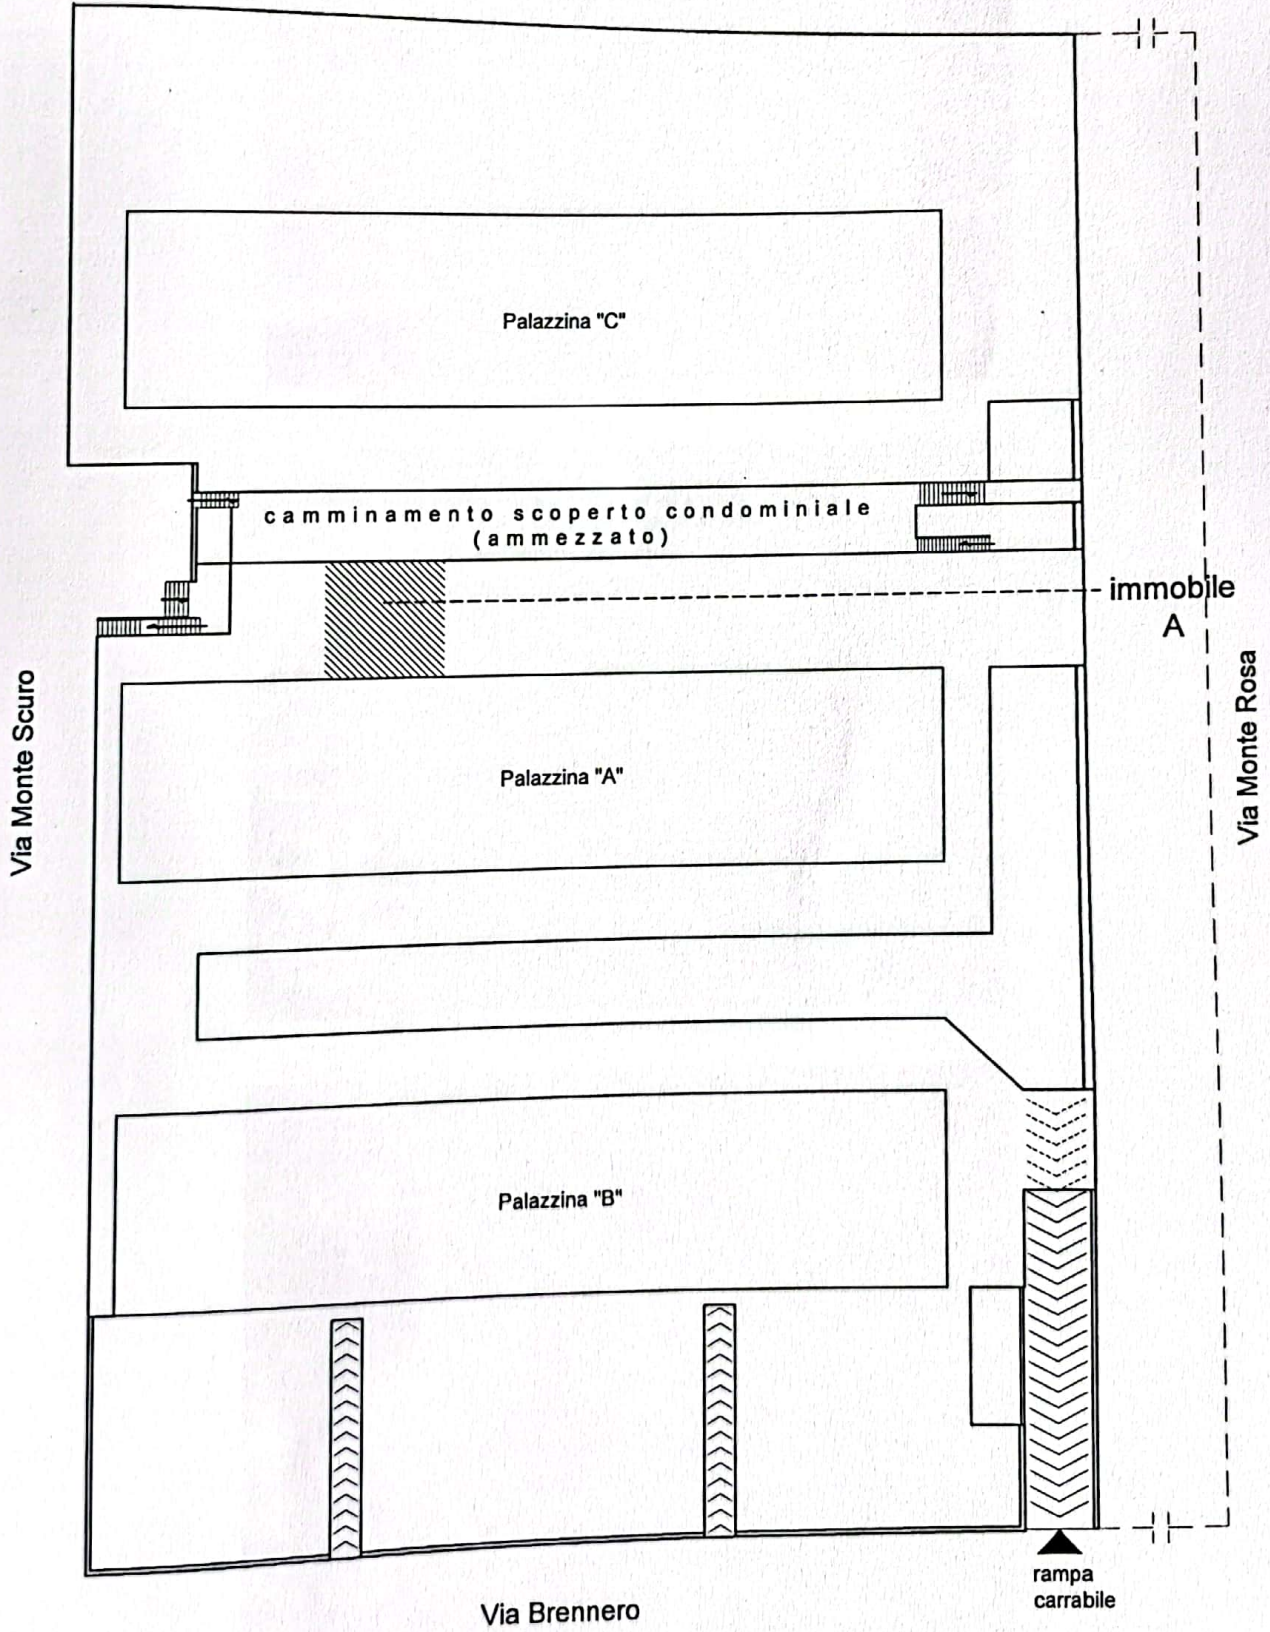 Palazzina "C"
camminamento scoperto condominiale
(ammezzato)
immobile
A
Via Monte Scuro
Via Monte Rosa
Palazzina "A"
Palazzina "B"
rampa
carrabile
Via Brennero